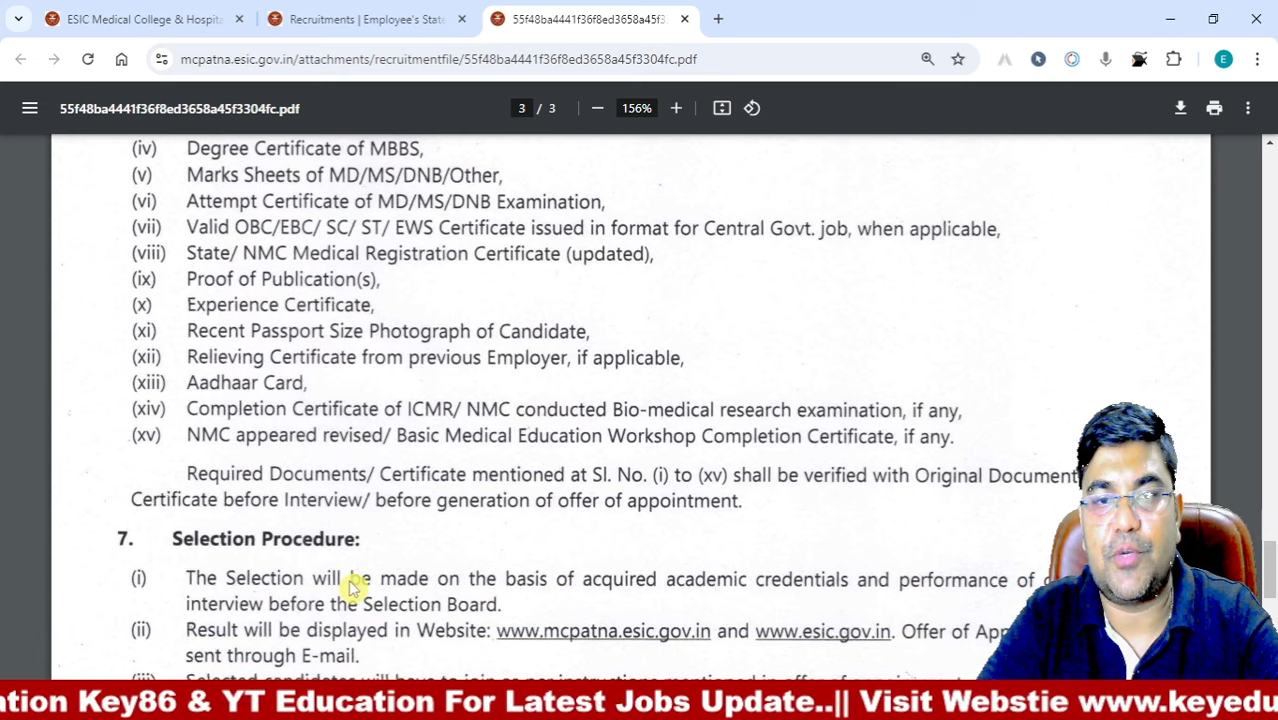 ESIC Medical College & Hospita
Recruitments | Employee's Stat
55f48ba4441f36f8ed3658a45f3
mcpatna.esic.gov.in/attachments/recruitmentfile/55f48ba4441f36f8ed3658a45f3304fc.pdf
E
55f48ba4441f36f8ed3658a45f3304fc.pdf
3 / 3
156%
(iv) Degree Certificate of MBBS,
(v) Marks Sheets of MD/MS/DNB/Other,
(vi) Attempt Certificate of MD/MS/DNB Examination,
(vii) Valid OBC/EBC/ SC/ ST/ EWS Certificate issued in format for Central Govt. job, when applicable,
(viii) State/ NMC Medical Registration Certificate (updated),
(ix) Proof of Publication(s),
(x) Experience Certificate,
(xi) Recent Passport Size Photograph of Candidate,
(xii) Relieving Certificate from previous Employer, if applicable,
(xiii) Aadhaar Card,
(xiv) Completion Certificate of ICMR/ NMC conducted Bio-medical research examination, if any,
(xv) NMC appeared revised/ Basic Medical Education Workshop Completion Certificate, if any.
Required Documents/ Certificate mentioned at Sl. No. (i) to (xv) shall be verified with Original Document
Certificate before Interview/ before generation of offer of appointment.
7. Selection Procedure:
(i) The Selection will be made on the basis of acquired academic credentials and performance of
interview before the Selection Board.
(ii) Result will be displayed in Website: www.mcpatna.esic.gov.in and www.esic.gov.in. Offer of App
sent through E-mail.
ntion Key86 & YT Education For Latest Jobs Update..|| Visit Webstie www.keyedu